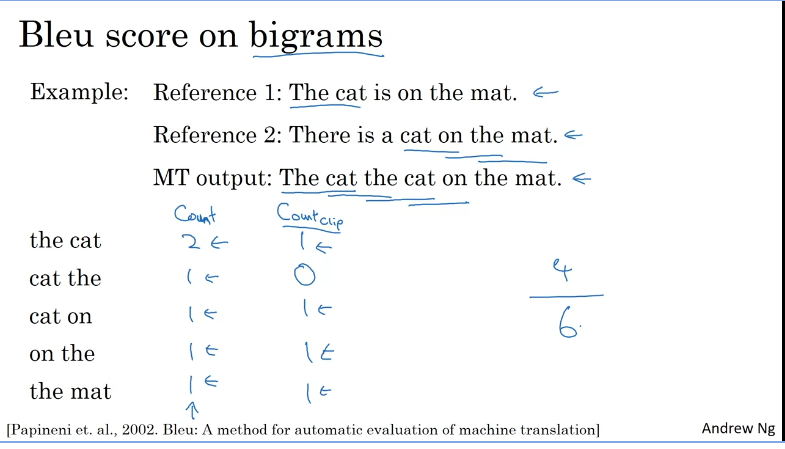 Bleu score on bigrams
Example: Reference 1: The cat is on the mat. ←
Reference 2: There is a cat on the mat. ←
MT output: The cat the cat on the mat. ←
Count Countclip
the cat 2 ← 1 ←
cat the 1 ← 0
cat on 1 ← 1 ←
on the 1 ← 1 ←
the mat 1 ← 1 ←
↑
4
6
[Papineni et. al., 2002. Bleu: A method for automatic evaluation of machine translation] Andrew Ng